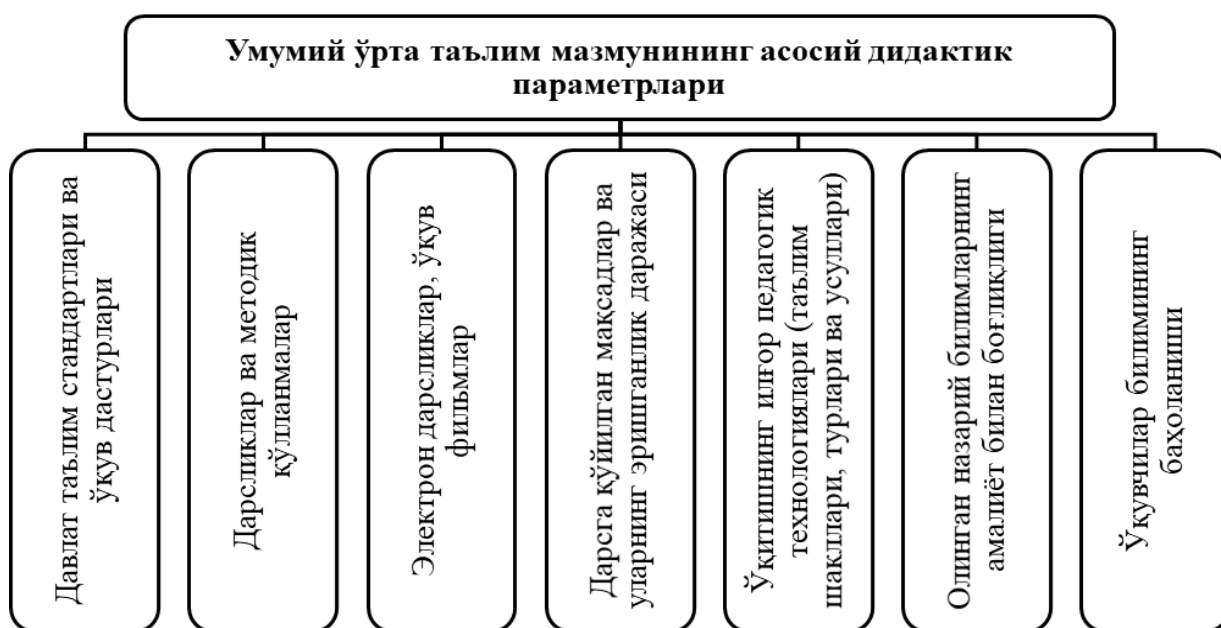 Умумий ўрта таълим мазмунининг асосий дидактик
параметрлари
Давлат таълим стандартлари ва
ўқув дастурлари
Дарсликлар ва методик
қўлланмалар
Электрон дарсликлар, ўқув
фильмлар
Дарсга қўйилган мақсадлар ва
уларнинг эришганлик даражаси
Ўқитишнинг илғор педагогик
технологиялари (таълим
шакллари, турлари ва усуллари)
Олинган назарий билимларнинг
амалиёт билан боғлиқлиги
Ўқувчилар билимининг
баҳоланиши